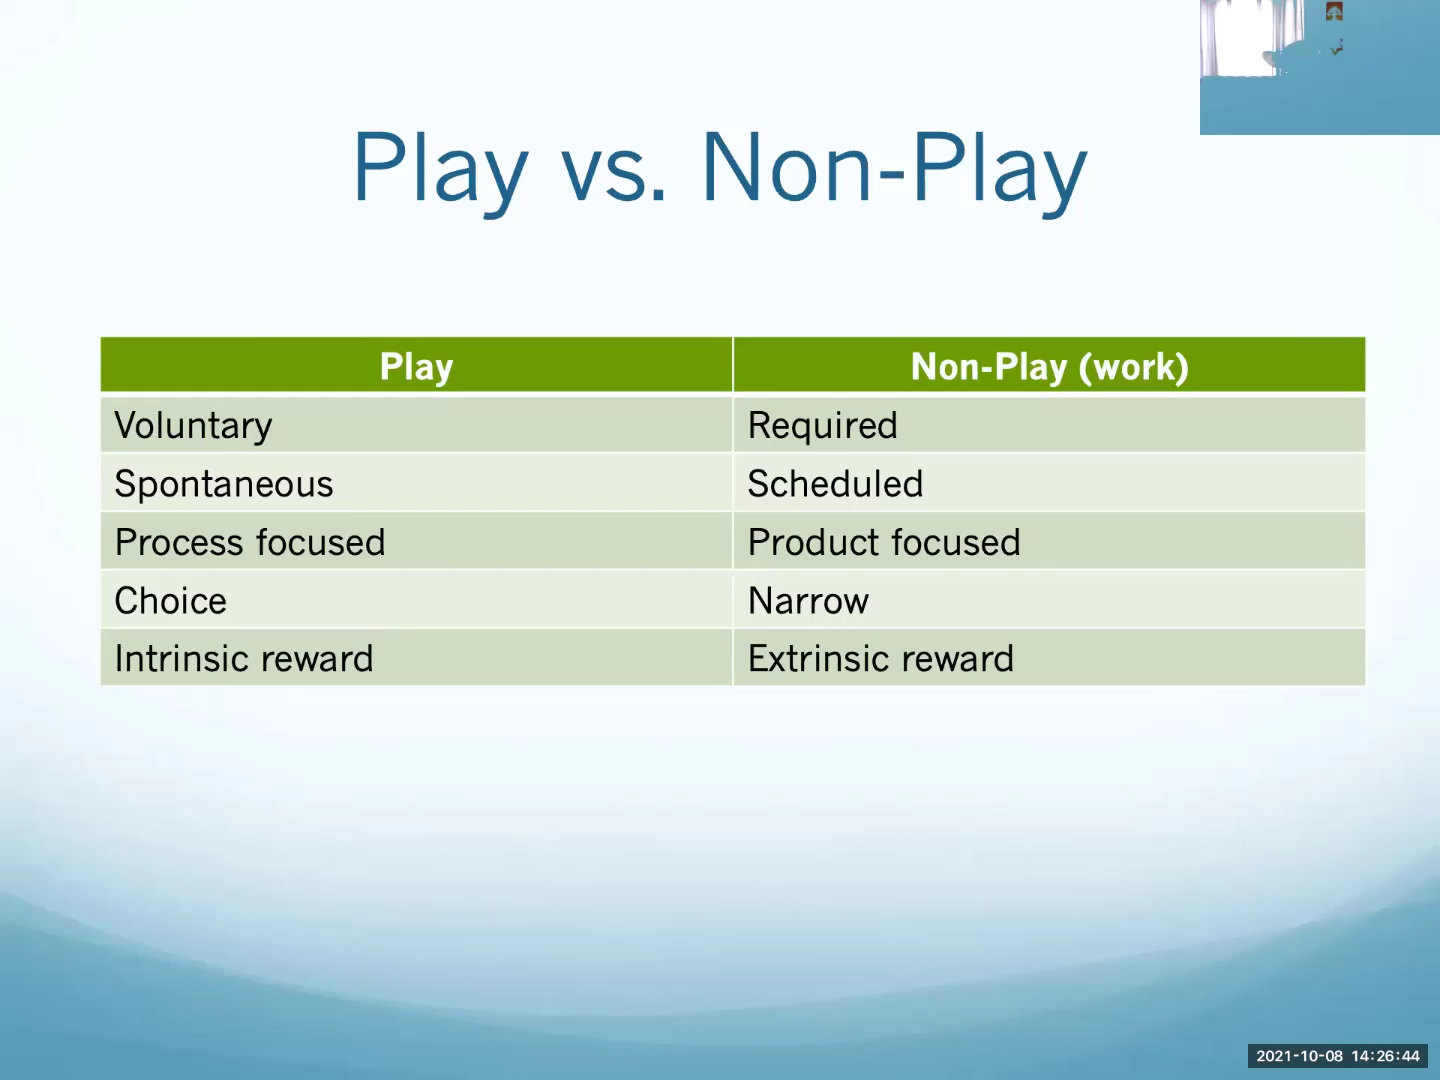 Play vs. Non-Play
Play Non-Play (work)
Voluntary Required
Spontaneous Scheduled
Process focused Product focused
Choice Narrow
Intrinsic reward Extrinsic reward
2021-10-08 14:26:44